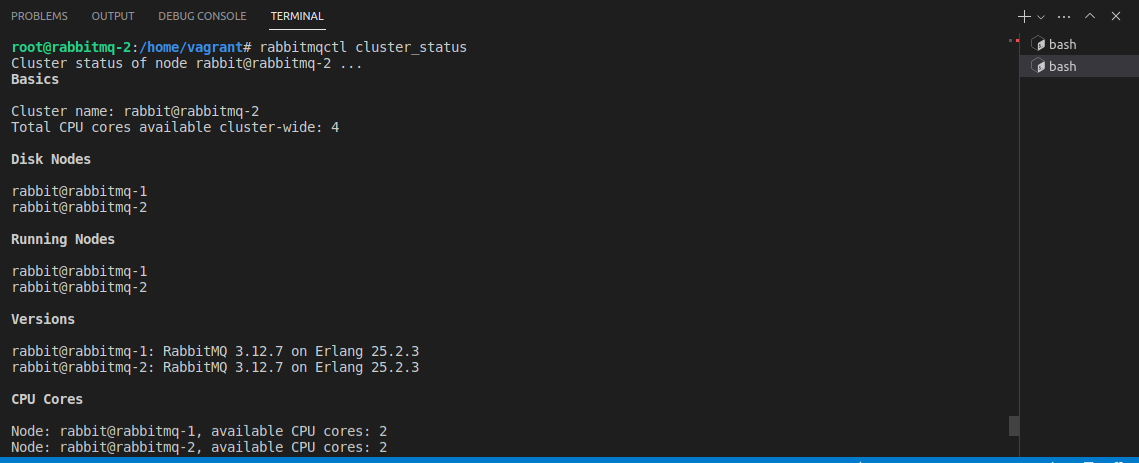 PROBLEMS OUTPUT DEBUG CONSOLE TERMINAL
root@rabbitmq-2:/home/vagrant# rabbitmqctl cluster_status
Cluster status of node rabbit@rabbitmq-2 ...
Basics
Cluster name: rabbit@rabbitmq-2
Total CPU cores available cluster-wide: 4
Disk Nodes
rabbit@rabbitmq-1
rabbit@rabbitmq-2
Running Nodes
rabbit@rabbitmq-1
rabbit@rabbitmq-2
Versions
rabbit@rabbitmq-1: RabbitMQ 3.12.7 on Erlang 25.2.3
rabbit@rabbitmq-2: RabbitMQ 3.12.7 on Erlang 25.2.3
CPU Cores
Node: rabbit@rabbitmq-1, available CPU cores: 2
Node: rabbit@rabbitmq-2, available CPU cores: 2
bash
bash